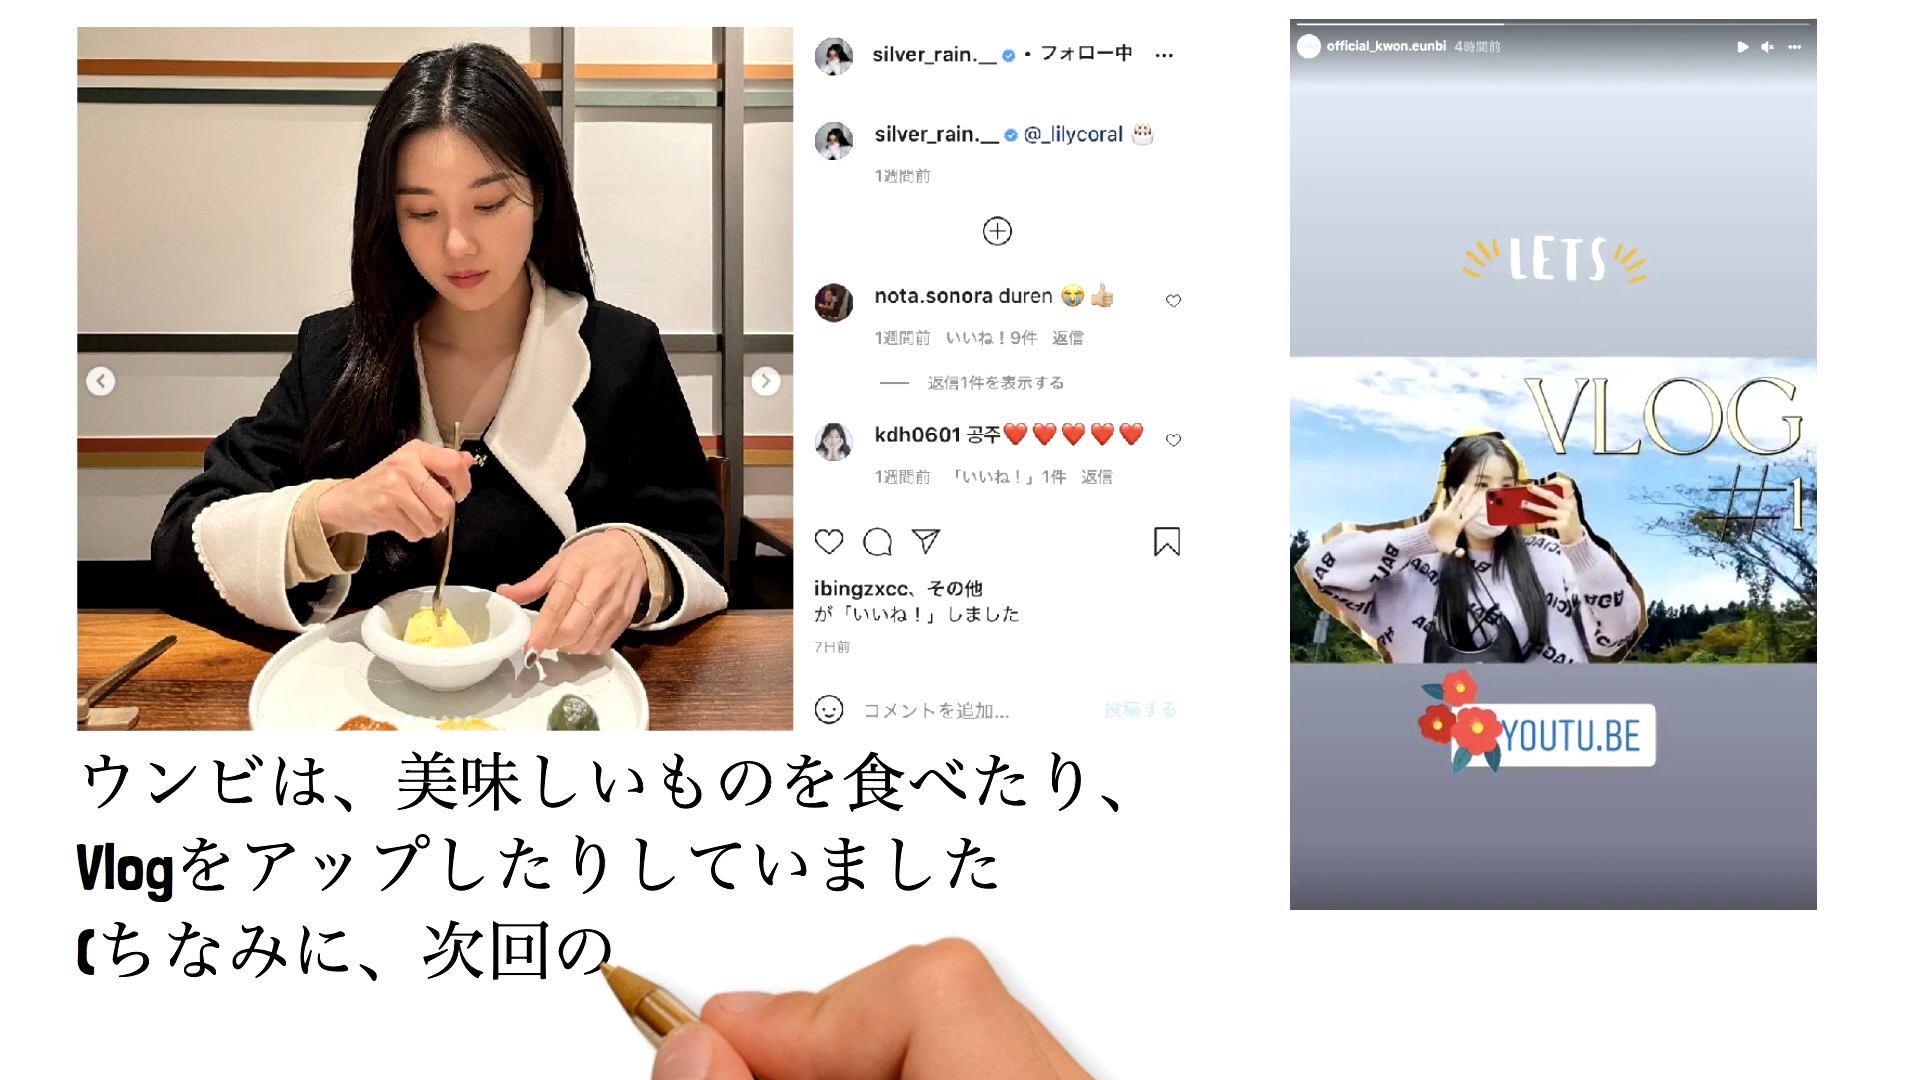 silver_rain.__ • フォロー中 ...
silver_rain.__ @_lilycoral 🎂
1週間前
nota.sonora duren 😭👍🏼
1週間前 いいね！9件 返信
返信1件を表示する
kdh0601 공주❤️❤️❤️❤️❤️
1週間前 「いいね！」1件 返信
ibingzxcc、その他
が「いいね！」しました
7日前
コメントを追加... 投稿する
official_kwon.eunbi 4時間前
LETS
VLOG
#1
YOUTU.BE
ウンビは、美味しいものを食べたり、
Vlogをアップしたりしていました
(ちなみに、次回の